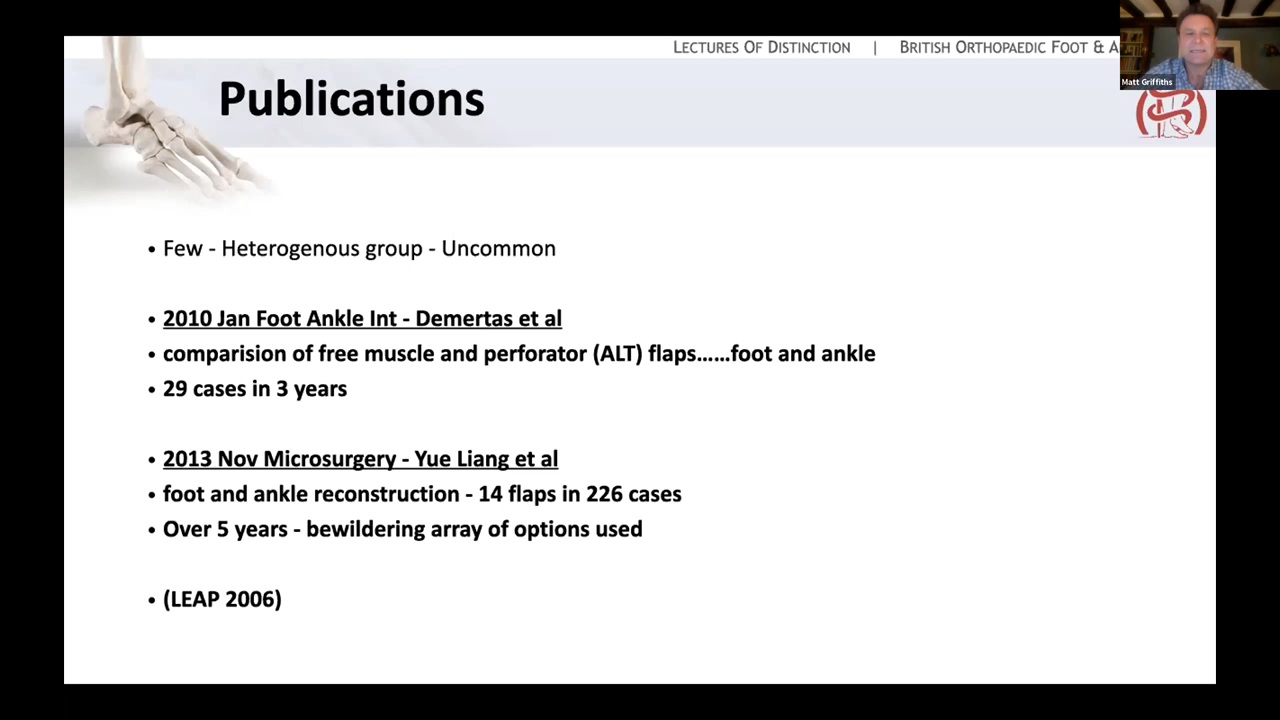 LECTURES OF DISTINCTION | BRITISH ORTHOPAEDIC FOOT & A
Matt Griffiths
Publications
• Few - Heterogenous group - Uncommon
• 2010 Jan Foot Ankle Int - Demertas et al
• comparision of free muscle and perforator (ALT) flaps......foot and ankle
• 29 cases in 3 years
• 2013 Nov Microsurgery - Yue Liang et al
• foot and ankle reconstruction - 14 flaps in 226 cases
• Over 5 years - bewildering array of options used
• (LEAP 2006)